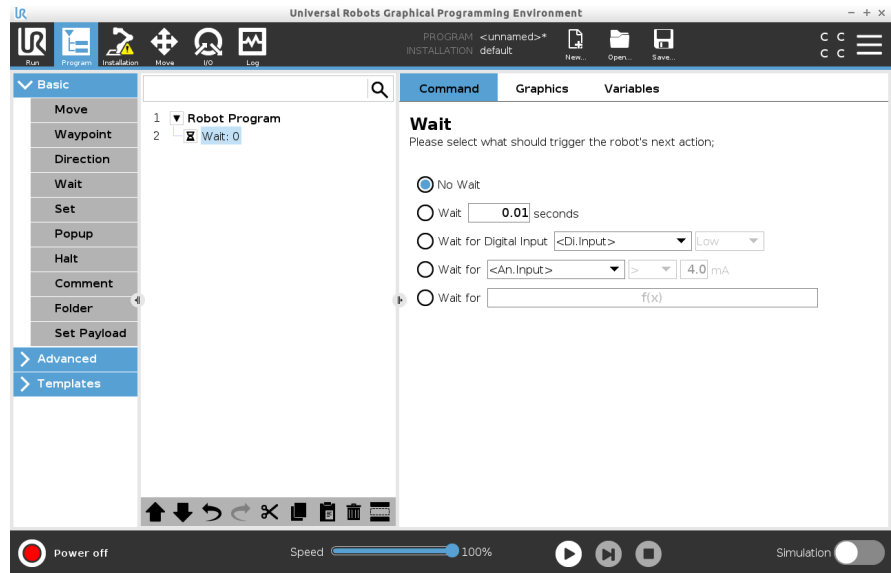 UR
Universal Robots Graphical Programming Environment
UR
Run
Program
Installation
Move
I/O
Log
PROGRAM <unnamed>*
INSTALLATION default
New...
Open...
Save...
C C
C C
Basic
Move
Waypoint
Direction
Wait
Set
Popup
Halt
Comment
Folder
Set Payload
Advanced
Templates
1 Robot Program
2 Wait: 0
Command Graphics Variables
Wait
Please select what should trigger the robot's next action;
No Wait
Wait 0.01 seconds
Wait for Digital Input <Di.Input> Low
Wait for <An.Input> > 4.0 mA
Wait for f(x)
Power off
Speed 100%
Simulation